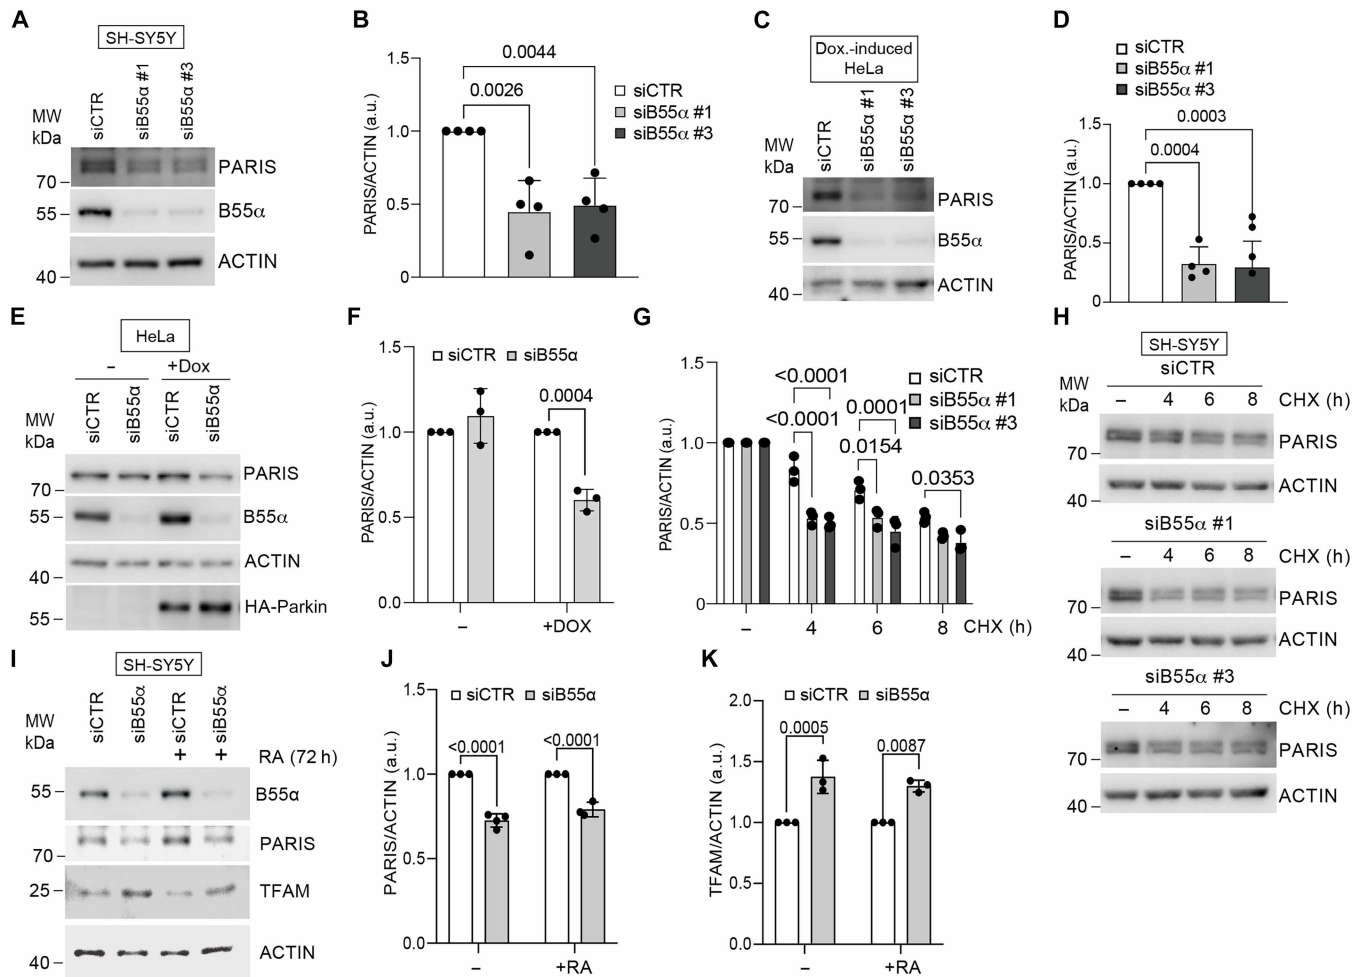 A
SH-SY5Y
MW
kDa
siCTR
siB55α #1
siB55α #3
PARIS
70
B55α
55
ACTIN
40
B
PARIS/ACTIN (a.u.)
1.5
1.0
0.5
0
0.0044
0.0026
siCTR
siB55α #1
siB55α #3
C
Dox.-induced
HeLa
MW
kDa
siCTR
siB55α #1
siB55α #3
PARIS
70
B55α
55
ACTIN
40
D
siCTR
siB55α #1
siB55α #3
PARIS/ACTIN (a.u.)
1.5
1.0
0.5
0
0.0003
0.0004
E
HeLa
– +Dox
MW
kDa
siCTR
siB55α
siCTR
siB55α
PARIS
70
B55α
55
ACTIN
40
HA-Parkin
55
F
PARIS/ACTIN (a.u.)
1.5
1.0
0.5
0.0
siCTR siB55α
0.0004
– +DOX
G
PARIS/ACTIN (a.u.)
1.5
1.0
0.5
0
siCTR
siB55α #1
siB55α #3
<0.0001
<0.0001
0.0001
0.0154
0.0353
– 4 6 8 CHX (h)
H
SH-SY5Y
siCTR
MW
kDa
– 4 6 8 CHX (h)
PARIS
70
ACTIN
40
siB55α #1
– 4 6 8 CHX (h)
PARIS
70
ACTIN
40
siB55α #3
– 4 6 8 CHX (h)
PARIS
70
ACTIN
40
I
SH-SY5Y
MW
kDa
siCTR
siB55α
siCTR
siB55α
+ + RA (72 h)
55
B55α
PARIS
70
25
TFAM
ACTIN
40
J
PARIS/ACTIN (a.u.)
1.5
1.0
0.5
0.0
siCTR siB55α
<0.0001
<0.0001
– +RA
K
TFAM/ACTIN (a.u.)
2.0
1.5
1.0
0.5
0.0
siCTR siB55α
0.0005
0.0087
– +RA